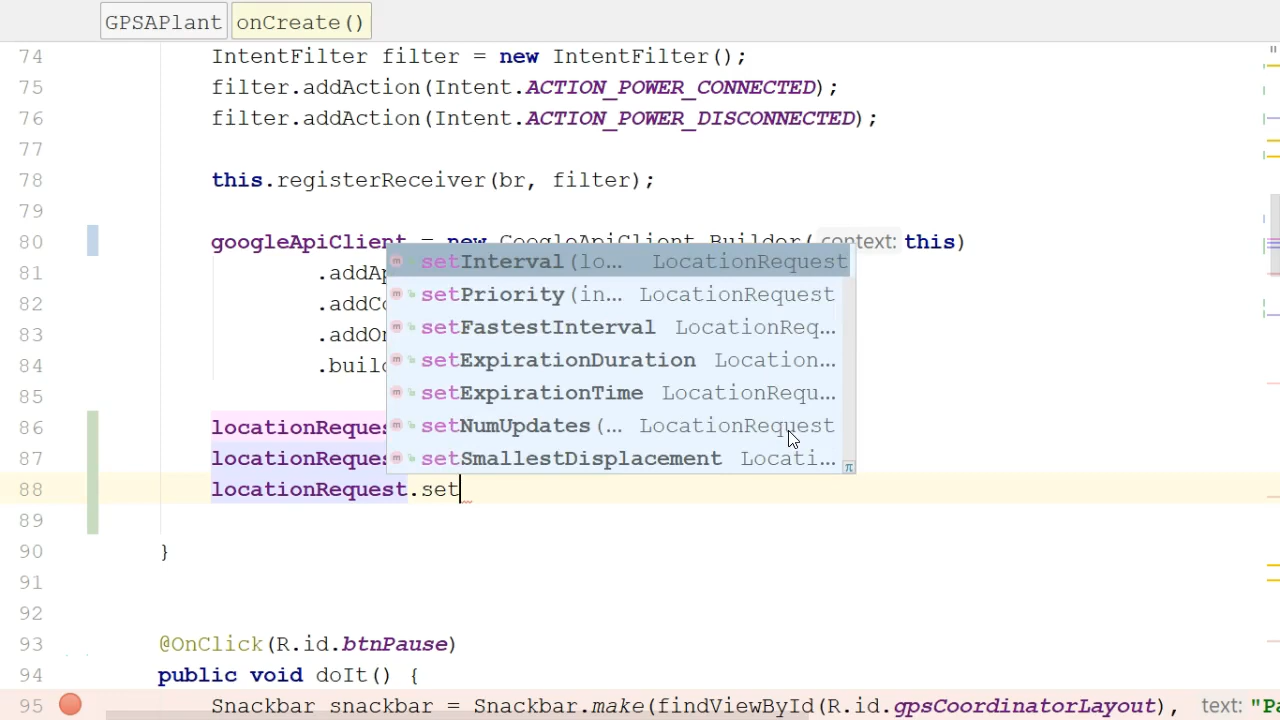 GPSAPlant onCreate()
74 IntentFilter filter = new IntentFilter();
75 filter.addAction(Intent.ACTION_POWER_CONNECTED);
76 filter.addAction(Intent.ACTION_POWER_DISCONNECTED);
77
78 this.registerReceiver(br, filter);
79
80 googleApiClient = new GoogleApiClient.Builder( context: this)
setInterval(lo... LocationRequest
81 .addAp
setPriority(in... LocationRequest
82 .addCo
setFastestInterval LocationReq...
83 .addOn
setExpirationDuration Location...
84 .build
setExpirationTime LocationRequ...
85
86 locationReques
setNumUpdates(... LocationRequest
87 locationReques
setSmallestDisplacement Locati...
88 locationRequest.set
89
90 }
91
92
93 @OnClick(R.id.btnPause)
94 public void doIt() {
95 Snackbar snackbar = Snackbar.make(findViewById(R.id.gpsCoordinatorLayout), text: "Pa